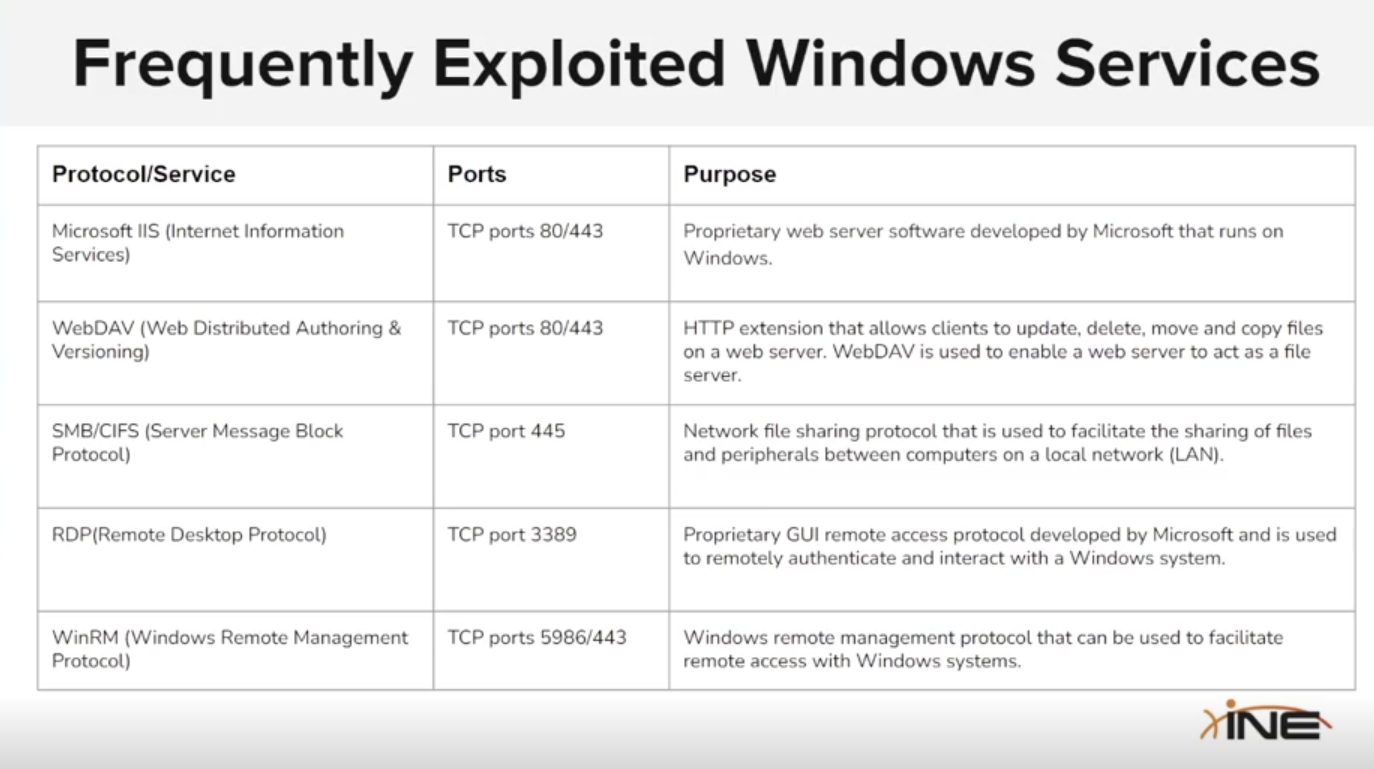 Frequently Exploited Windows Services
Protocol/Service
Ports
Purpose
Microsoft IIS (Internet Information
Services)
TCP ports 80/443
Proprietary web server software developed by Microsoft that runs on
Windows.
WebDAV (Web Distributed Authoring &
Versioning)
TCP ports 80/443
HTTP extension that allows clients to update, delete, move and copy files
on a web server. WebDAV is used to enable a web server to act as a file
server.
SMB/CIFS (Server Message Block
Protocol)
TCP port 445
Network file sharing protocol that is used to facilitate the sharing of files
and peripherals between computers on a local network (LAN).
RDP(Remote Desktop Protocol)
TCP port 3389
Proprietary GUI remote access protocol developed by Microsoft and is used
to remotely authenticate and interact with a Windows system.
WinRM (Windows Remote Management
Protocol)
TCP ports 5986/443
Windows remote management protocol that can be used to facilitate
remote access with Windows systems.
INE